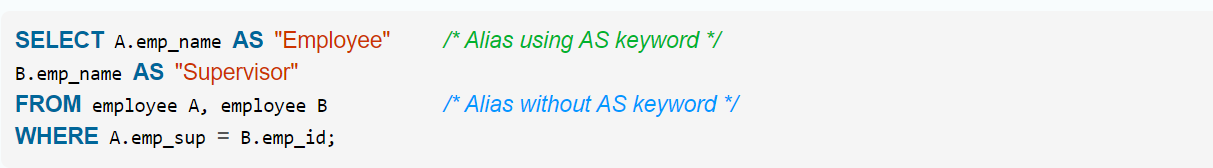 SELECT A.emp_name AS "Employee" /* Alias using AS keyword */
B.emp_name AS "Supervisor"
FROM employee A, employee B /* Alias without AS keyword */
WHERE A.emp_sup = B.emp_id;